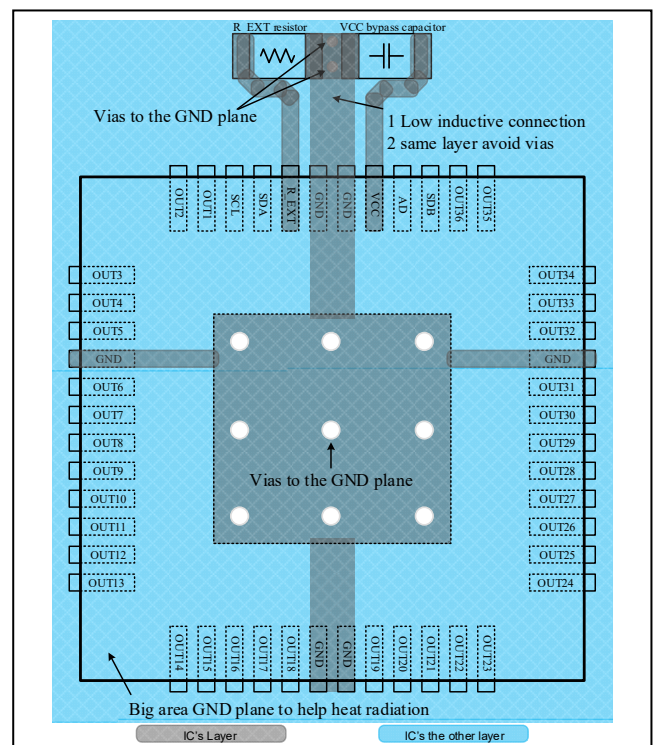 R_EXT resistor
VCC bypass capacitor
Vias to the GND plane
1 Low inductive connection
2 same layer avoid vias
OUT2
OUT1
SCL
SDA
R_EXT
GND
GND
VCC
AD
SDB
OUT36
OUT35
OUT3
OUT4
OUT5
GND
OUT6
OUT7
OUT8
OUT9
OUT10
OUT11
OUT12
OUT13
OUT34
OUT33
OUT32
GND
OUT31
OUT30
OUT29
OUT28
OUT27
OUT26
OUT25
OUT24
Vias to the GND plane
OUT14
OUT15
OUT16
OUT17
OUT18
GND
GND
OUT19
OUT20
OUT21
OUT22
OUT23
Big area GND plane to help heat radiation
IC's Layer
IC's the other layer